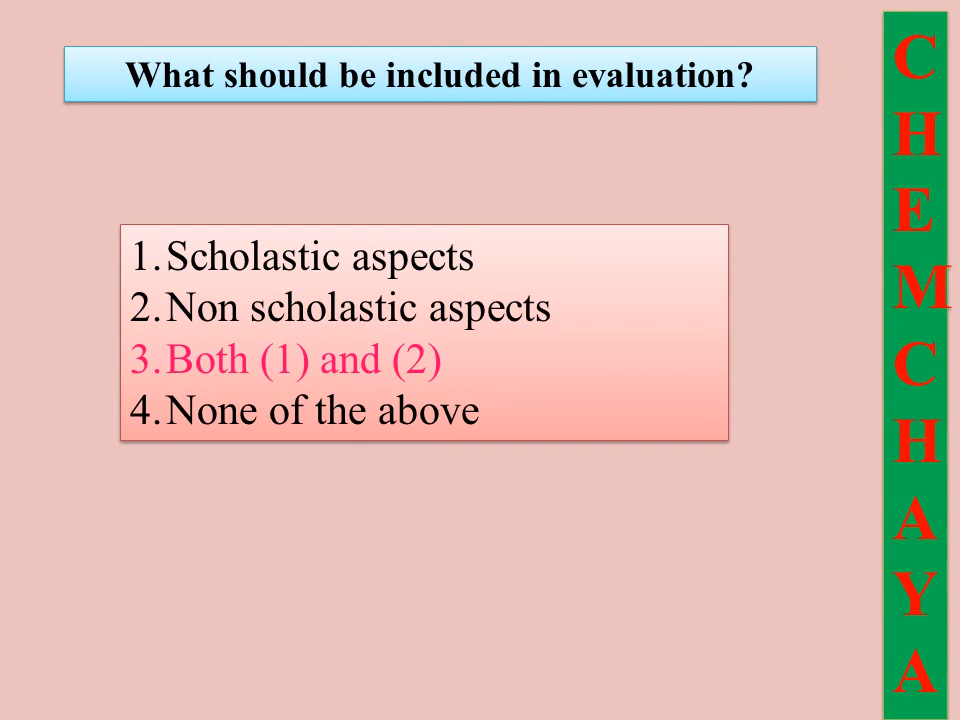 What should be included in evaluation?
1. Scholastic aspects
2. Non scholastic aspects
3. Both (1) and (2)
4. None of the above
C
H
E
M
C
H
A
Y
A